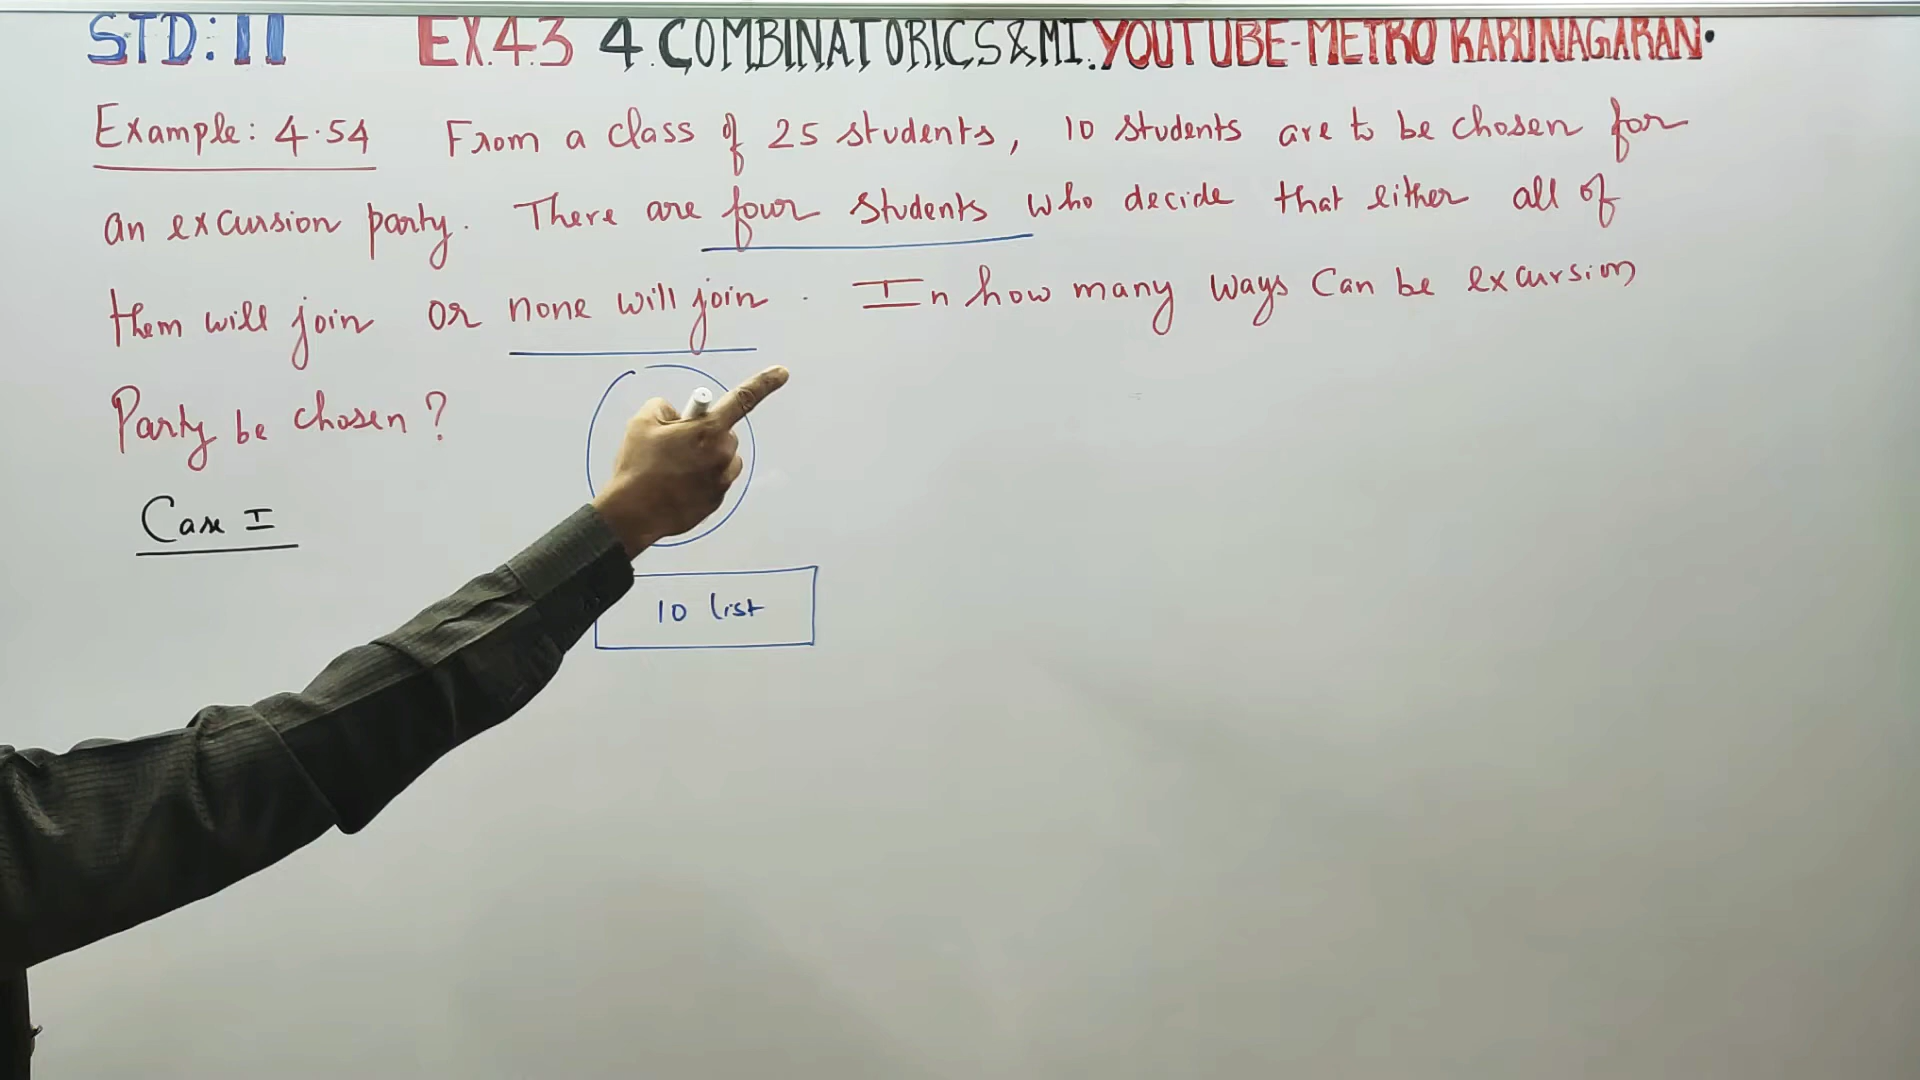 STD: 11 EX.4.3 4.COMBINATORICS&MI. YOUTUBE-METRO KARUNAGARAN.
Example: 4.54 From a class of 25 students, 10 students are to be chosen for
an excursion party. There are four students who decide that either all of
them will join or none will join. In how many ways can be excursion
Party be chosen?
Case I
10 list